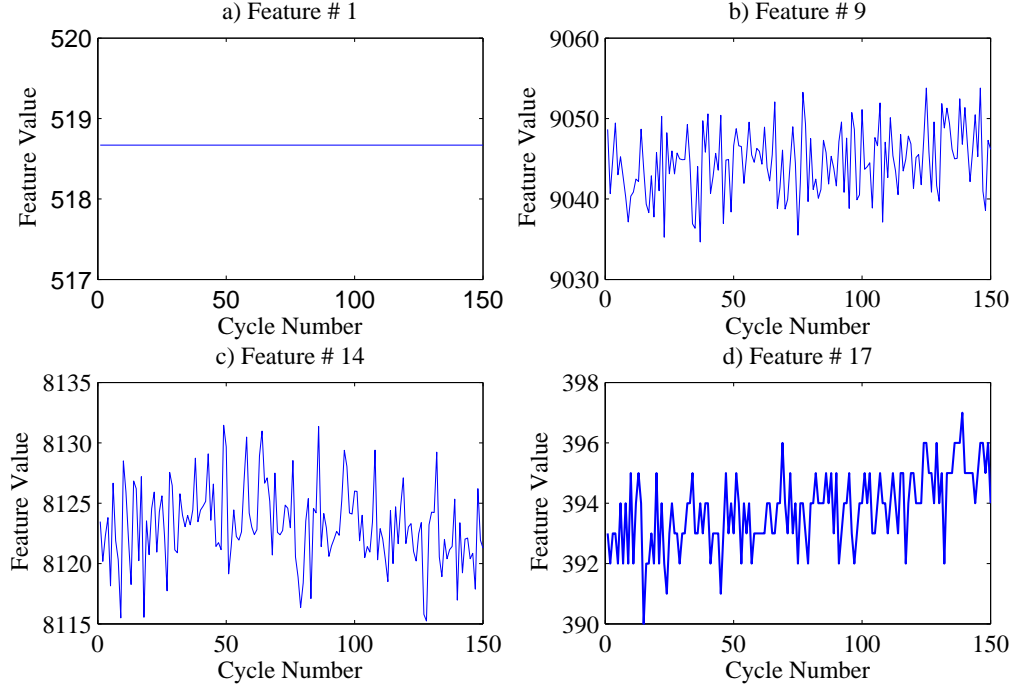 a) Feature # 1
520
519
518
517
Feature Value
0
50
100
150
Cycle Number
b) Feature # 9
9060
9050
9040
9030
Feature Value
0
50
100
150
Cycle Number
c) Feature # 14
8135
8130
8125
8120
8115
Feature Value
0
50
100
150
Cycle Number
d) Feature # 17
398
396
394
392
390
Feature Value
0
50
100
150
Cycle Number